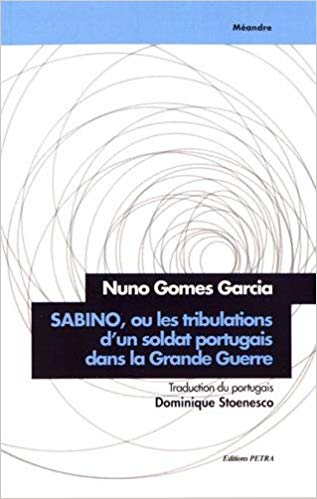 Méandre
Nuno Gomes Garcia
SABINO, ou les tribulations
d'un soldat portugais
dans la Grande Guerre
Traduction du portugais
Dominique Stoenesco
Editions PETRA